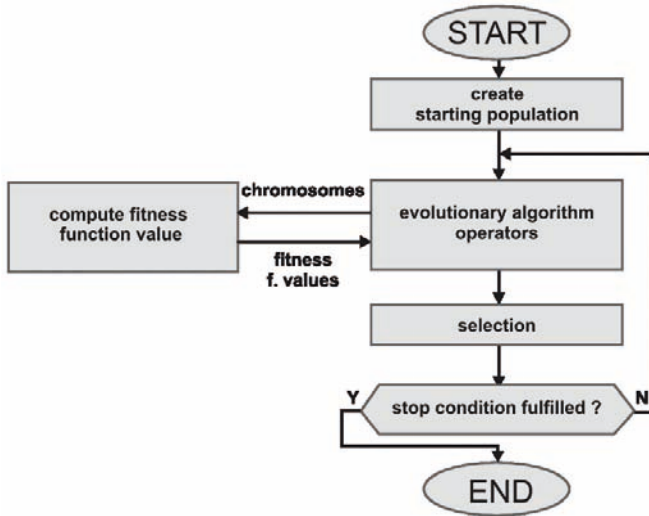 START
create
starting population
chromosomes
compute fitness
function value
evolutionary algorithm
operators
fitness
f. values
selection
Y
stop condition fulfilled ?
N
END